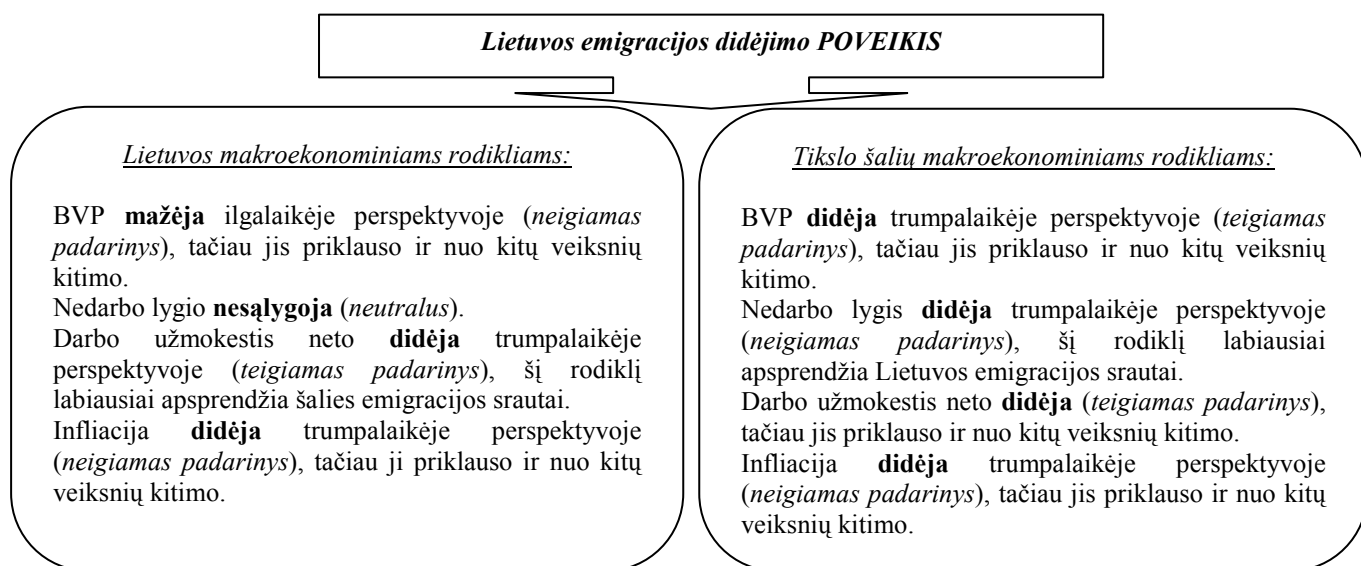 Lietuvos emigracijos didėjimo POVEIKIS
Lietuvos makroekonominiams rodikliams:
BVP mažėja ilgalaikėje perspektyvoje (neigiamas
padarinys), tačiau jis priklauso ir nuo kitų veiksnių
kitimo.
Nedarbo lygio nesąlygoja (neutralus).
Darbo užmokestis neto didėja trumpalaikėje
perspektyvoje (teigiamas padarinys), šį rodiklį
labiausiai apsprendžia šalies emigracijos srautai.
Infliacija didėja trumpalaikėje perspektyvoje
(neigiamas padarinys), tačiau ji priklauso ir nuo kitų
veiksnių kitimo.
Tikslo šalių makroekonominiams rodikliams:
BVP didėja trumpalaikėje perspektyvoje (teigiamas
padarinys), tačiau jis priklauso ir nuo kitų veiksnių
kitimo.
Nedarbo lygis didėja trumpalaikėje perspektyvoje
(neigiamas padarinys), šį rodiklį labiausiai
apsprendžia Lietuvos emigracijos srautai.
Darbo užmokestis neto didėja (teigiamas padarinys),
tačiau jis priklauso ir nuo kitų veiksnių kitimo.
Infliacija didėja trumpalaikėje perspektyvoje
(neigiamas padarinys), tačiau jis priklauso ir nuo kitų
veiksnių kitimo.